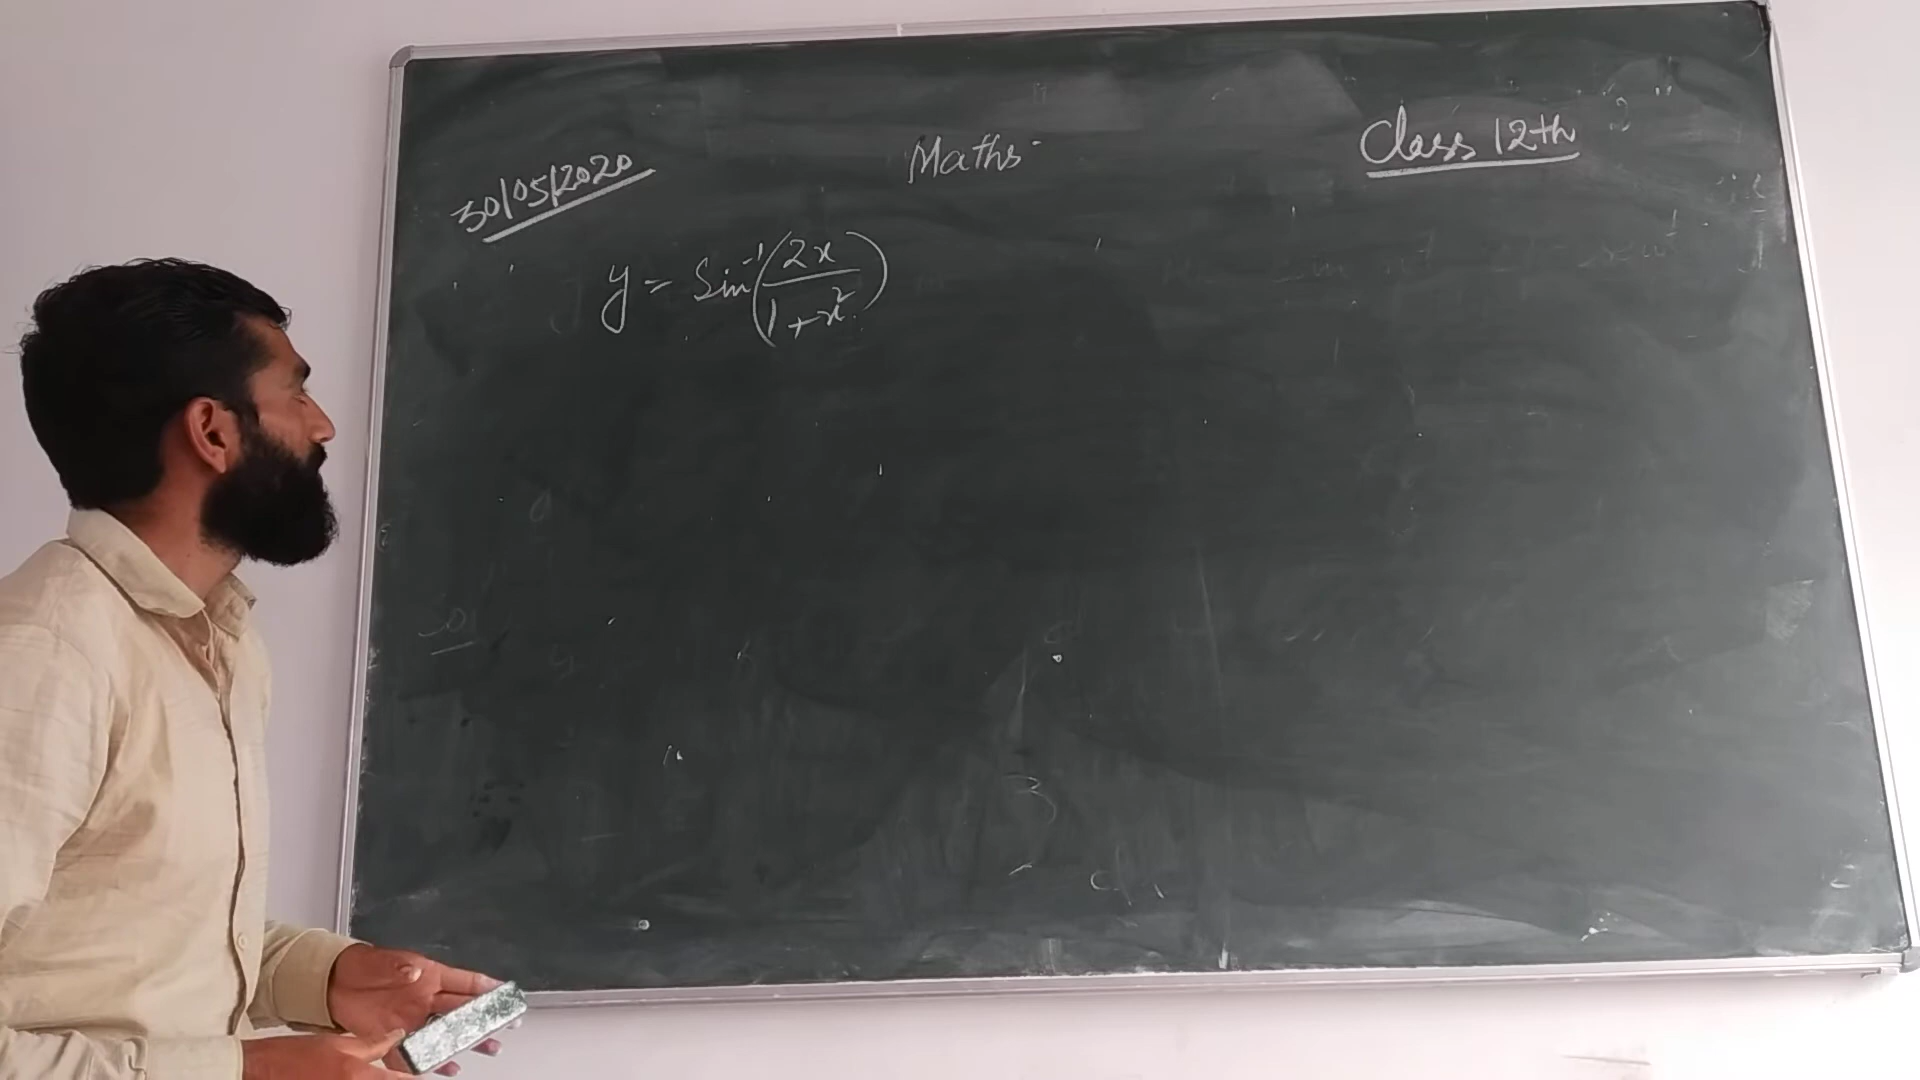 30/05/2020
Maths
Class 12th
y = Sin⁻¹(2x/(1+x²))